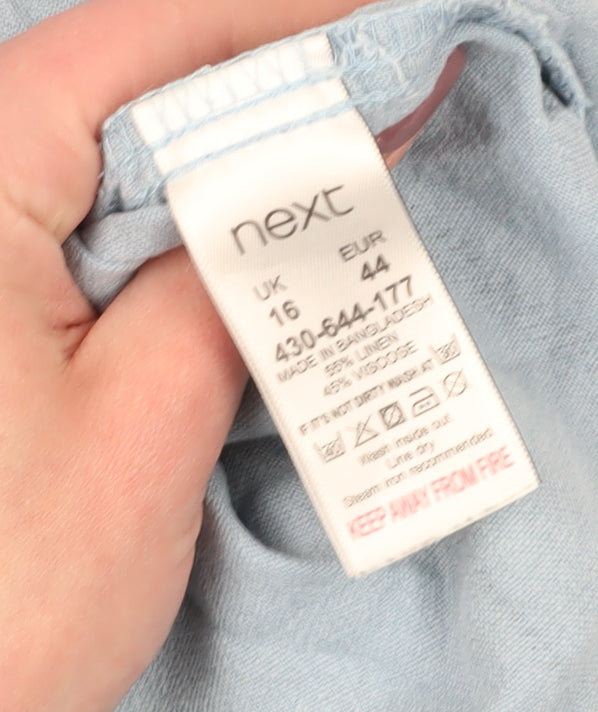 next
UK EUR
16 44
430-644-177
MADE IN BANGLADESH
55% LINEN
45% VISCOSE
IF IT'S NOT DIRTY WASH AT
Wash inside out
Line dry
Steam iron recommended
KEEP AWAY FROM FIRE